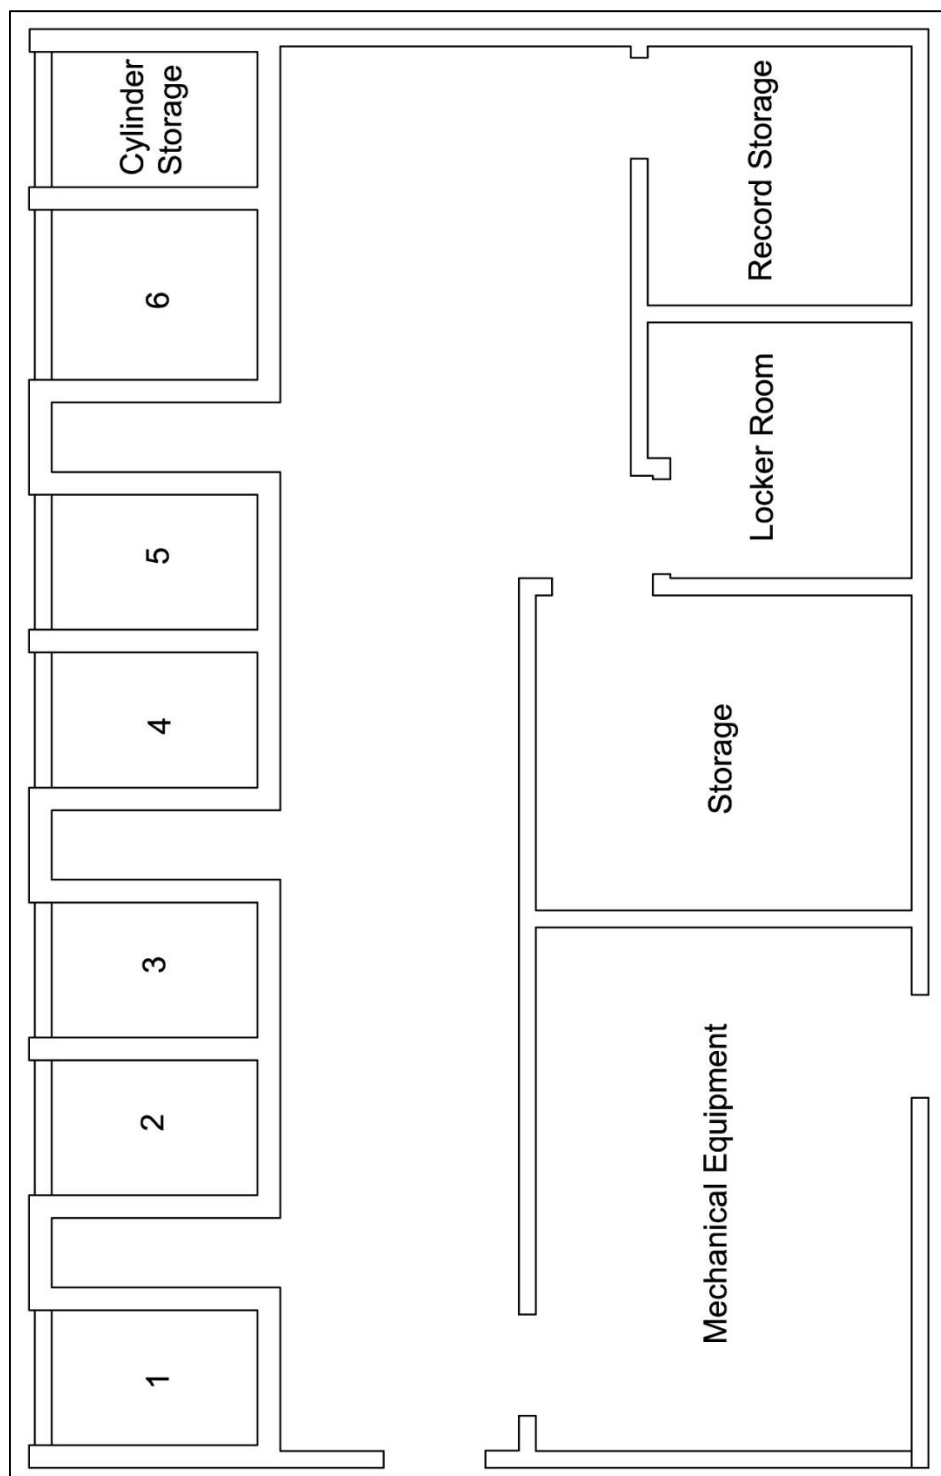 1
2
3
4
5
6
Cylinder
Storage
Mechanical Equipment
Storage
Locker Room
Record Storage